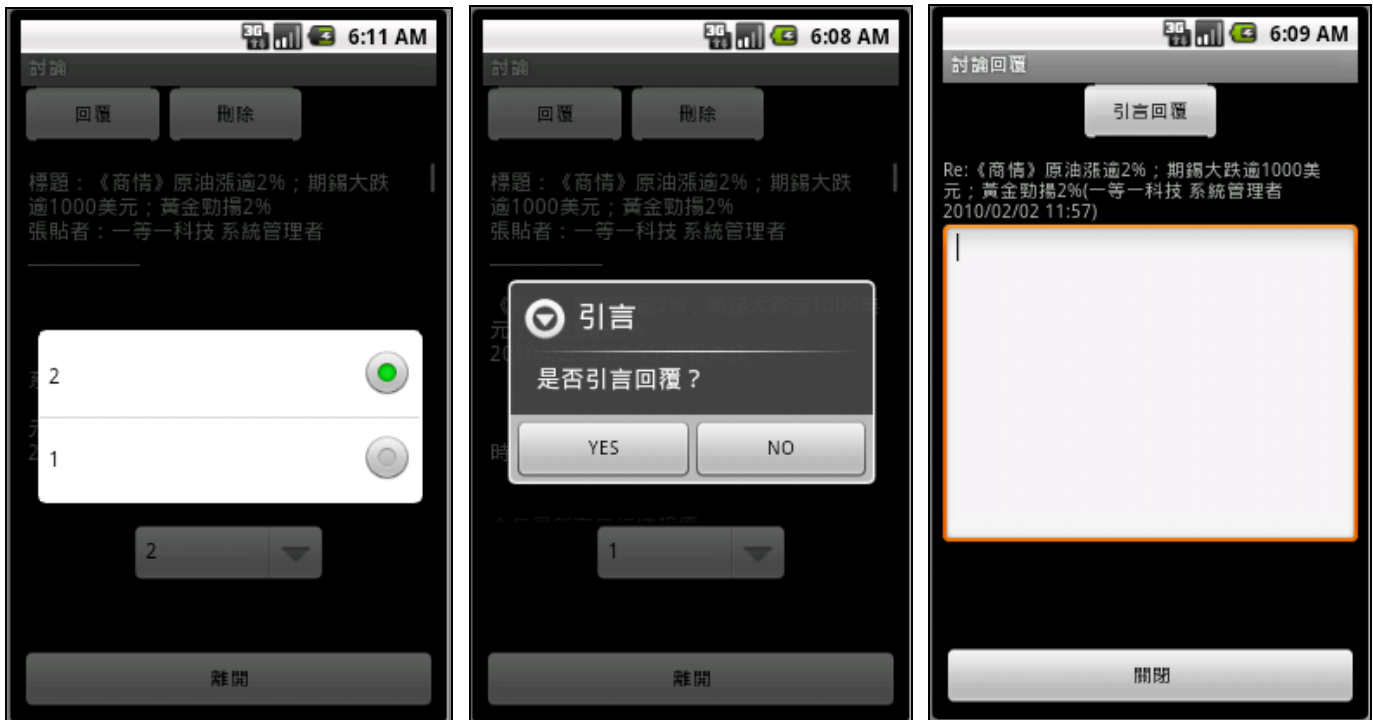 6:11 AM
討論
回覆
刪除
標題：《商情》原油漲逾2%；期錫大跌
逾1000美元；黃金勁揚2%
張貼者：一等一科技 系統管理者
2
1
2
離開
6:08 AM
討論
回覆
刪除
標題：《商情》原油漲逾2%；期錫大跌
逾1000美元；黃金勁揚2%
張貼者：一等一科技 系統管理者
引言
是否引言回覆？
YES
NO
時
1
離開
6:09 AM
討論回覆
引言回覆
Re:《商情》原油漲逾2%；期錫大跌逾1000美
元；黃金勁揚2%(一等一科技 系統管理者
2010/02/02 11:57)
關閉